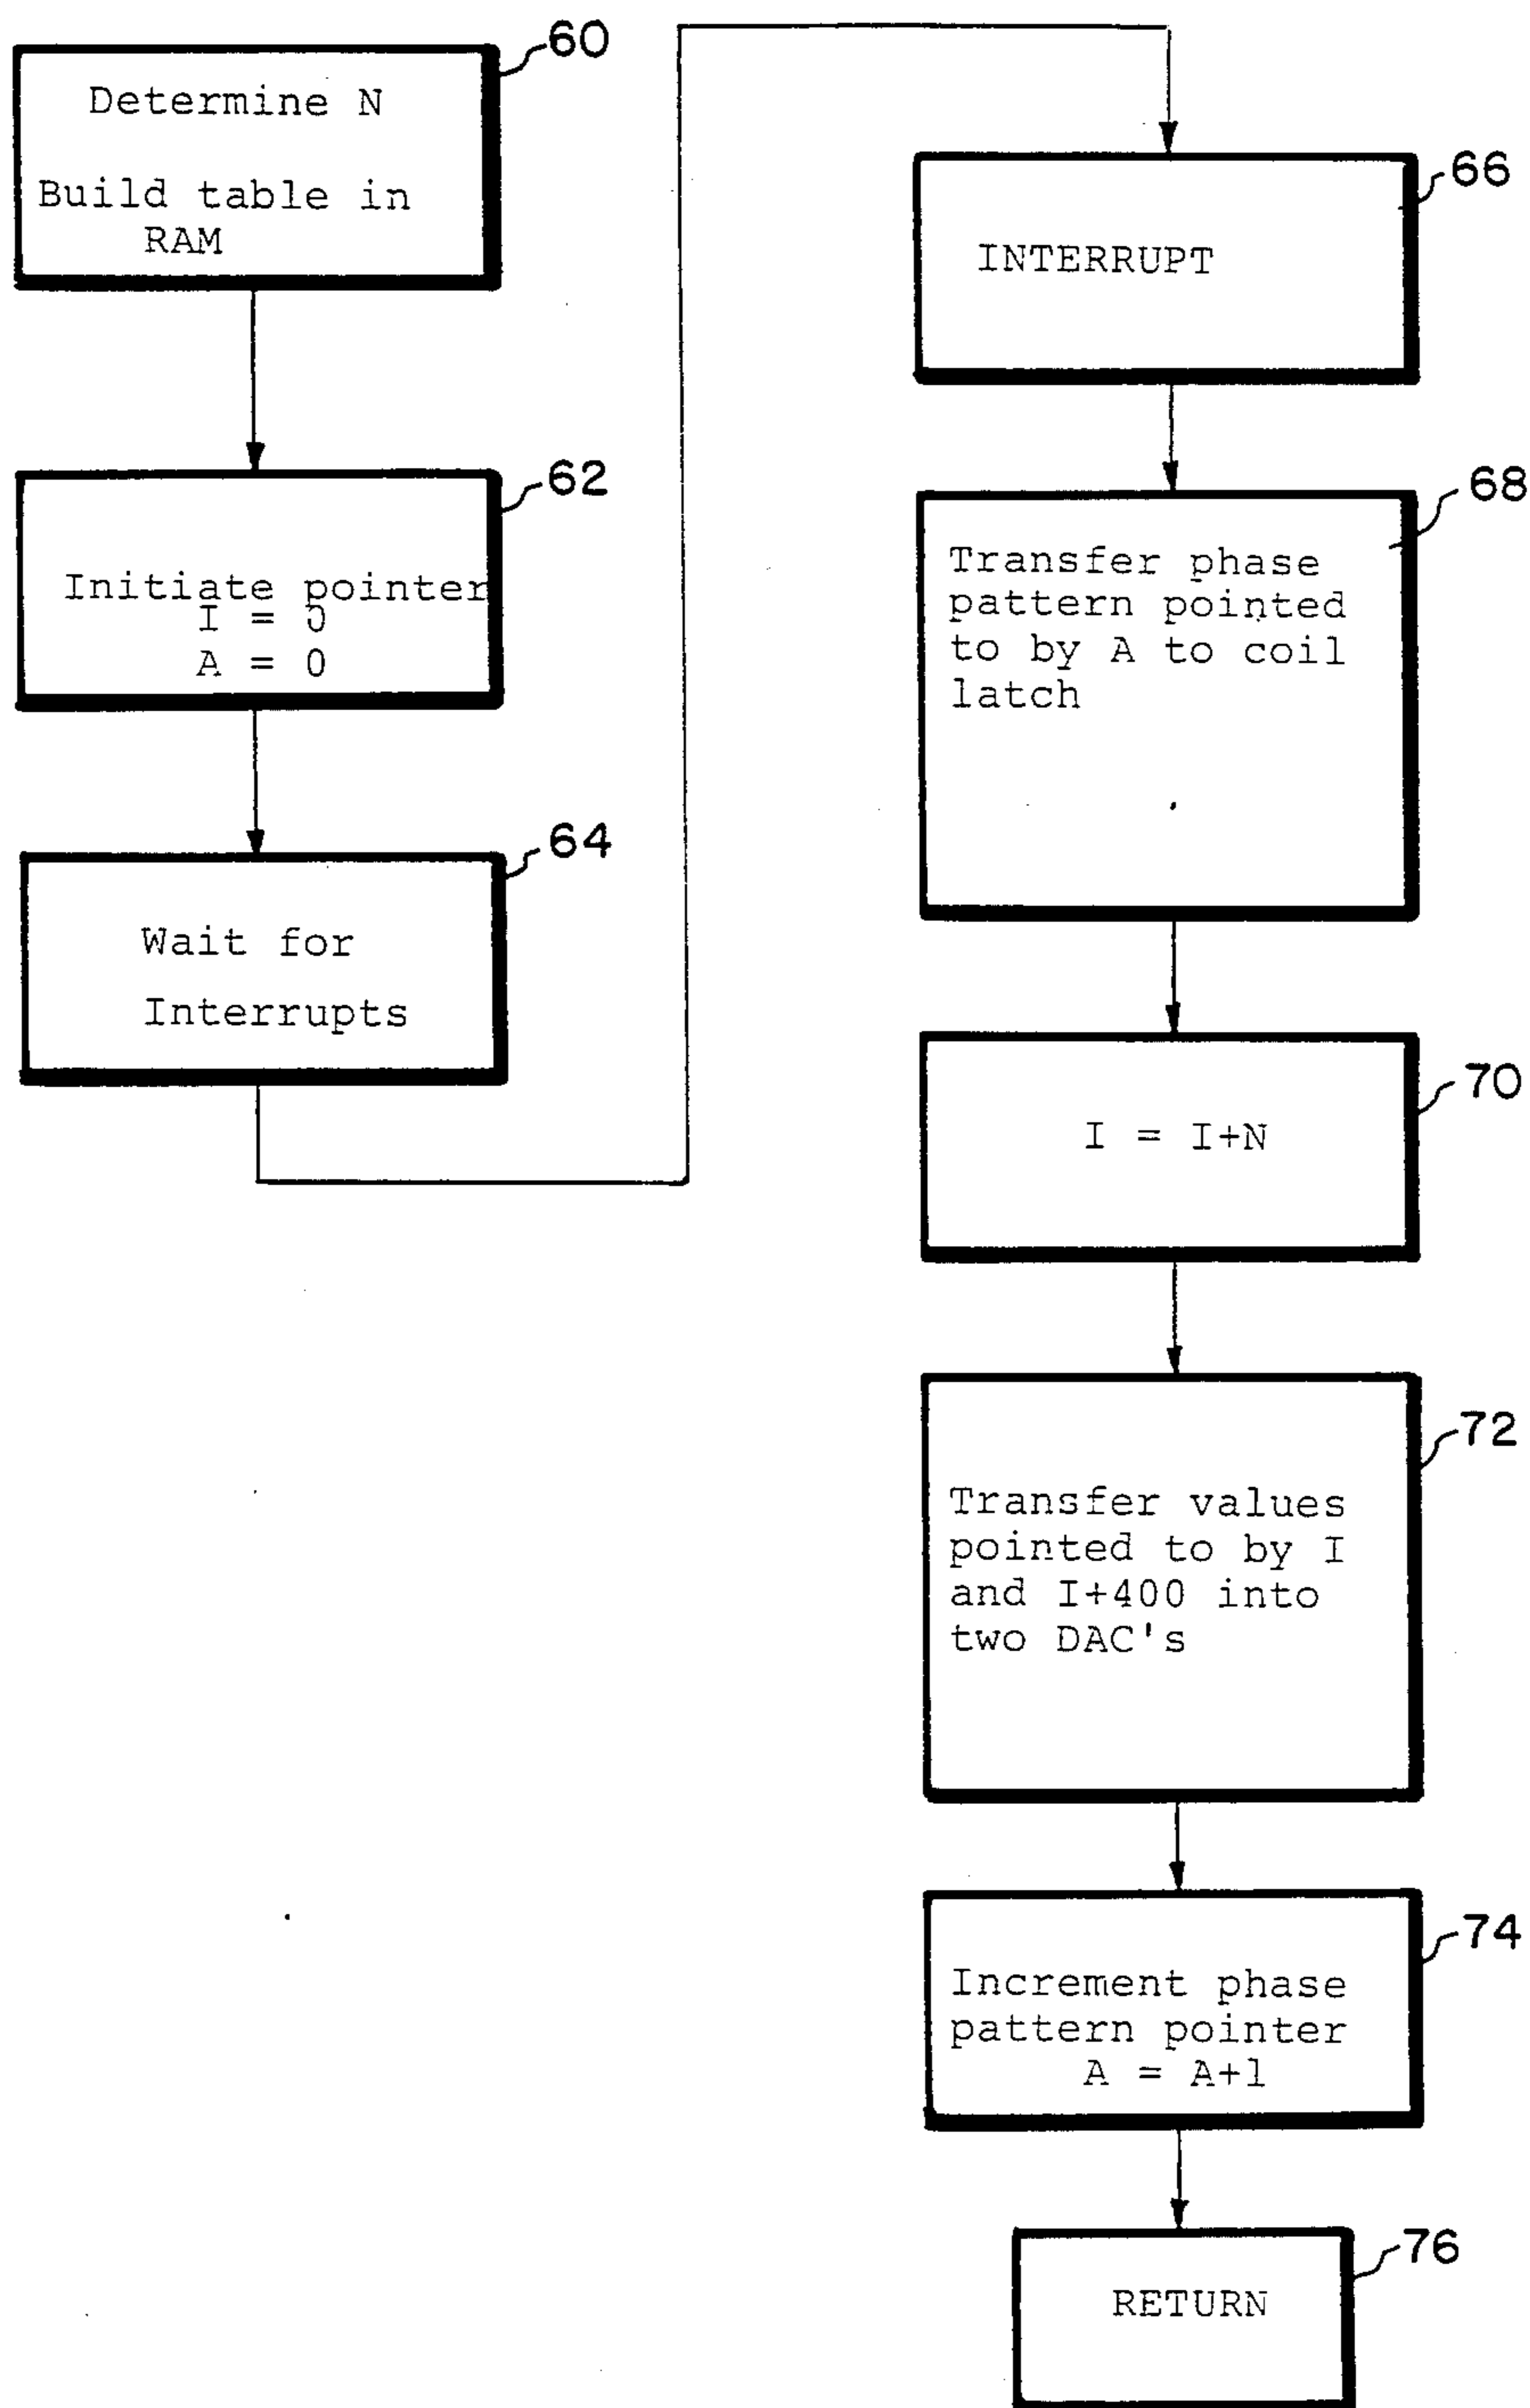 60
Determine N
Build table in
RAM
62
Initiate pointer
I = 0
A = 0
64
Wait for
Interrupts
66
INTERRUPT
68
Transfer phase
pattern pointed
to by A to coil
latch
70
I = I+N
72
Transfer values
pointed to by I
and I+400 into
two DAC's
74
Increment phase
pattern pointer
A = A+1
76
RETURN